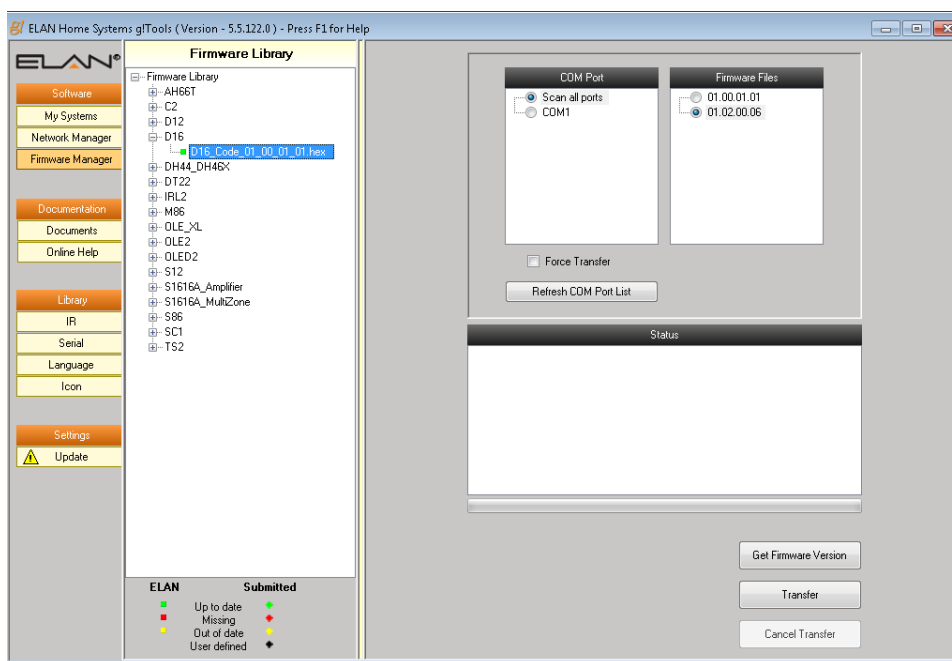 g! ELAN Home Systems g!Tools ( Version - 5.5.122.0 ) - Press F1 for Help
ELAN®
Software
My Systems
Network Manager
Firmware Manager
Documentation
Documents
Online Help
Library
IR
Serial
Language
Icon
Settings
Update
Firmware Library
Firmware Library
AH66T
C2
D12
D16
D16_Code_01_00_01_01.hex
DH44_DH46X
DT22
IRL2
M86
OLE_XL
OLE2
OLED2
S12
S1616A_Amplifier
S1616A_MultiZone
S86
SC1
TS2
ELAN Submitted
Up to date
Missing
Out of date
User defined
COM Port
Scan all ports
COM1
Firmware Files
01.00.01.01
01.02.00.06
Force Transfer
Refresh COM Port List
Status
Get Firmware Version
Transfer
Cancel Transfer